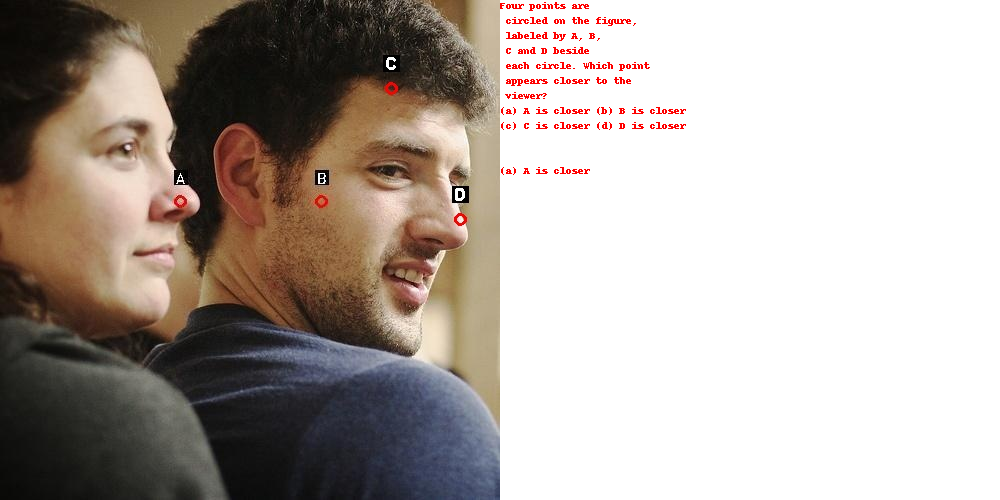 Four points are
circled on the figure,
labeled by A, B,
C and D beside
each circle. Which point
appears closer to the
viewer?
(a) A is closer (b) B is closer
(c) C is closer (d) D is closer
(a) A is closer
C
A
B
D